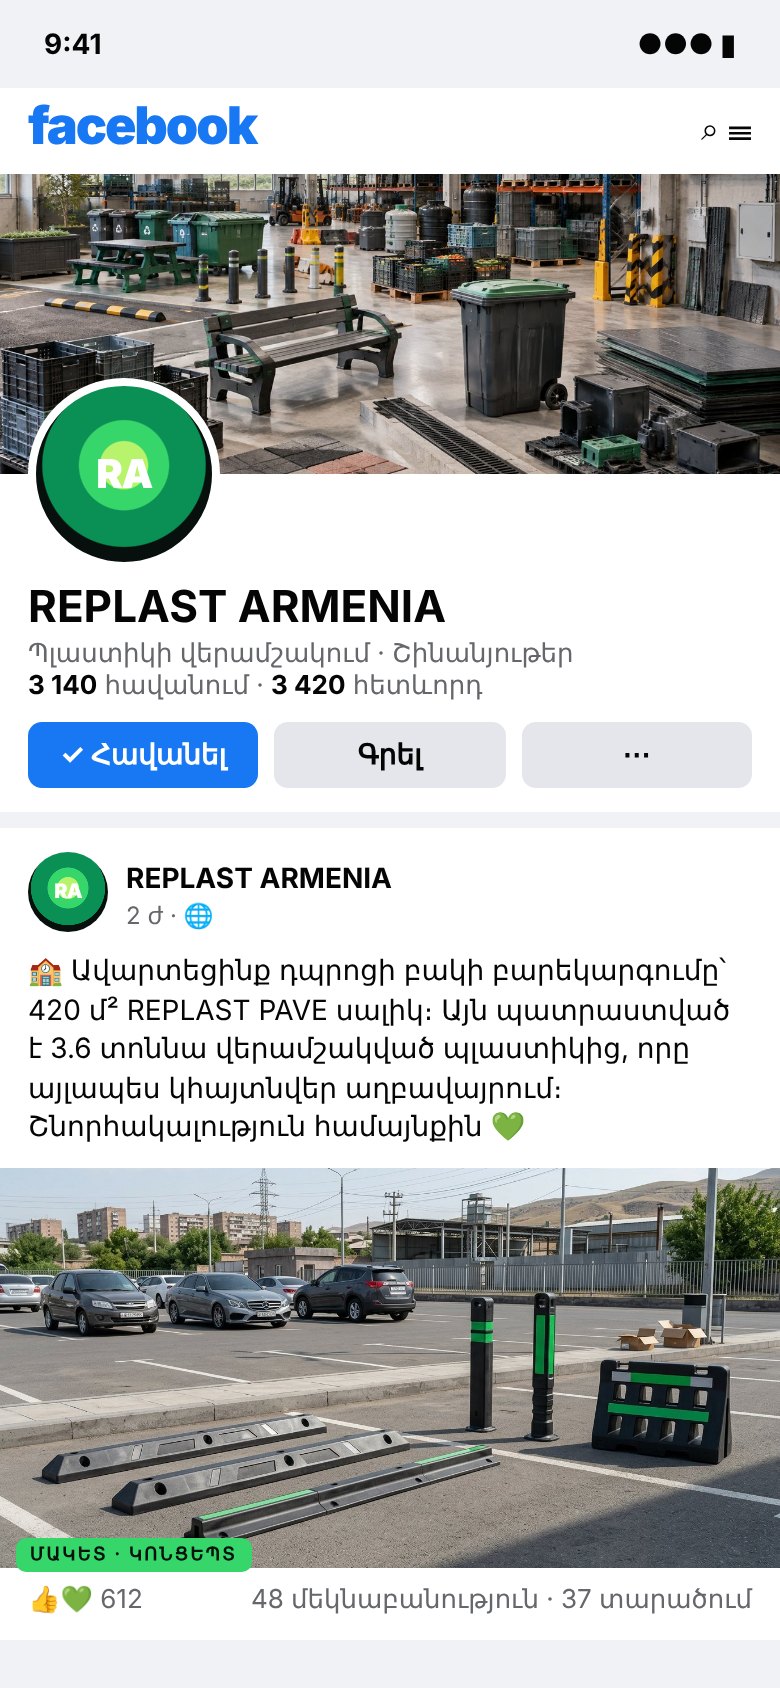 9:41
facebook
RA
REPLAST ARMENIA
Պլաստիկի վերամշակում · Շինանյութեր
3 140 հավանում · 3 420 հետևորդ
✓ Հավանել
Գրել
···
RA
REPLAST ARMENIA
2 ժ · 🌐
🏫 Ավարտեցինք դպրոցի բակի բարեկարգումը՝
420 մ² REPLAST PAVE սալիկ։ Այն պատրաստված
է 3.6 տոննա վերամշակված պլաստիկից, որը
այլապես կհայտնվեր աղբավայրում։
Շնորհակալություն համայնքին 💚
ՄԱԿԵՏ · ԿՈՆՑԵՊՏ
👍💚 612
48 մեկնաբանություն · 37 տարածում